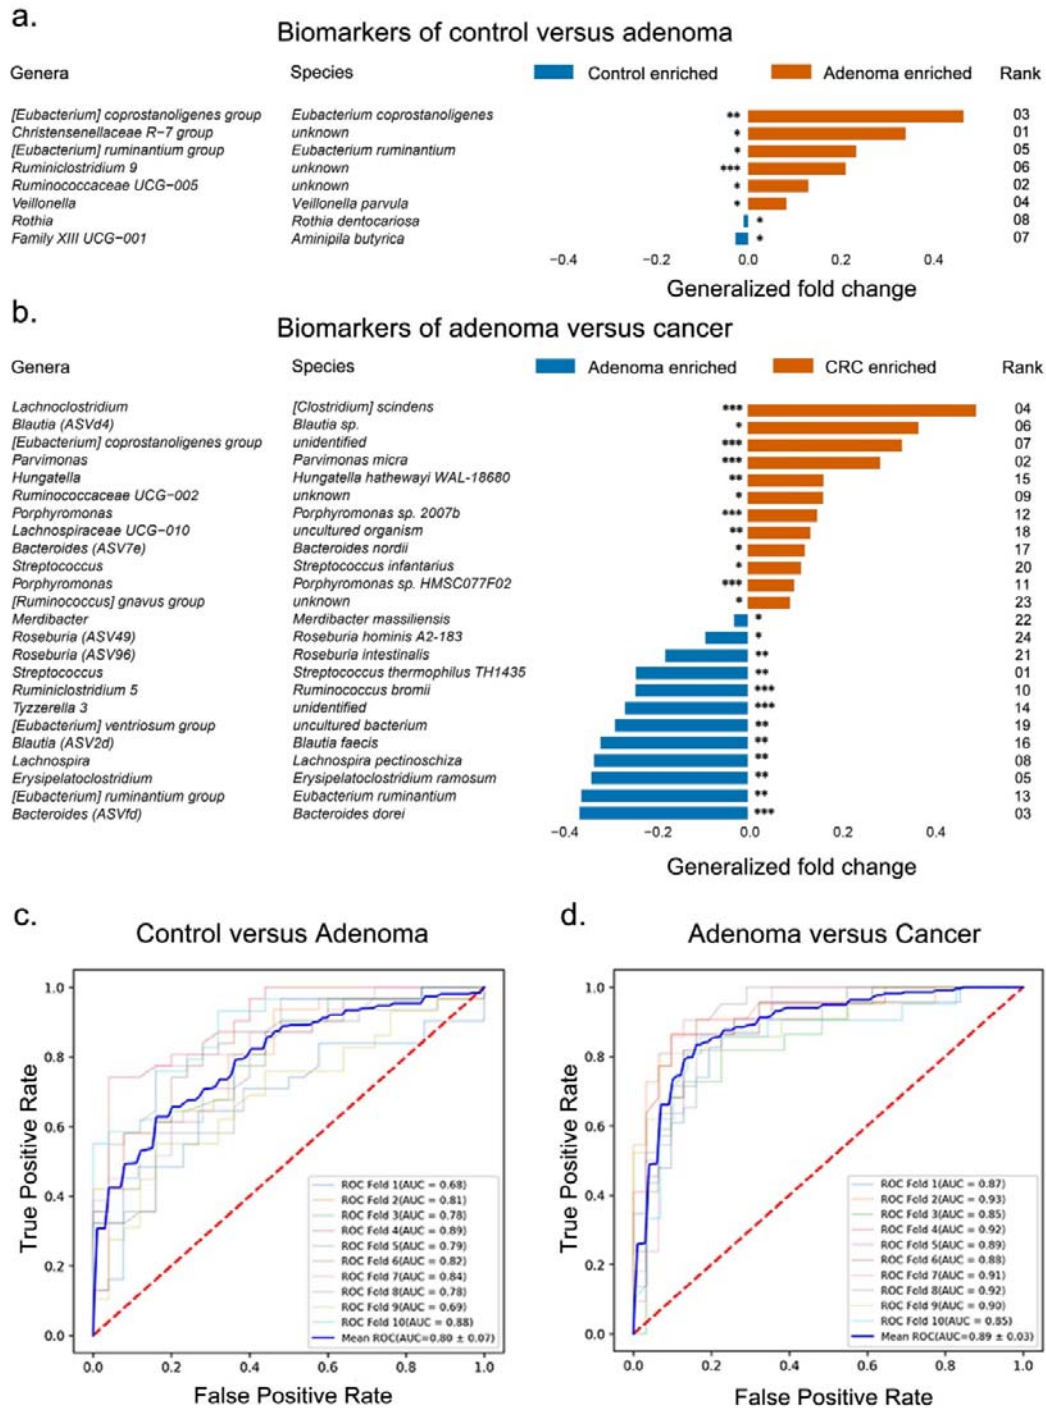 a.
Biomarkers of control versus adenoma
Genera Species Control enriched Adenoma enriched Rank
[Eubacterium] coprostanoligenes group Eubacterium coprostanoligenes ** 03
Christensenellaceae R−7 group unknown * 01
[Eubacterium] ruminantium group Eubacterium ruminantium * 05
Ruminiclostridium 9 unknown *** 06
Ruminococcaceae UCG−005 unknown * 02
Veillonella Veillonella parvula * 04
Rothia Rothia dentocariosa * 08
Family XIII UCG−001 Aminipila butyrica * 07
−0.4 −0.2 0.0 0.2 0.4
Generalized fold change
b.
Biomarkers of adenoma versus cancer
Genera Species Adenoma enriched CRC enriched Rank
Lachnoclostridium [Clostridium] scindens *** 04
Blautia (ASVd4) Blautia sp. * 06
[Eubacterium] coprostanoligenes group unidentified *** 07
Parvimonas Parvimonas micra *** 02
Hungatella Hungatella hathewayi WAL-18680 ** 15
Ruminococcaceae UCG−002 unknown * 09
Porphyromonas Porphyromonas sp. 2007b *** 12
Lachnospiraceae UCG−010 uncultured organism ** 18
Bacteroides (ASV7e) Bacteroides nordii * 17
Streptococcus Streptococcus infantarius * 20
Porphyromonas Porphyromonas sp. HMSC077F02 *** 11
[Ruminococcus] gnavus group unknown * 23
Merdibacter Merdibacter massiliensis * 22
Roseburia (ASV49) Roseburia hominis A2-183 * 24
Roseburia (ASV96) Roseburia intestinalis ** 21
Streptococcus Streptococcus thermophilus TH1435 ** 01
Ruminiclostridium 5 Ruminococcus bromii *** 10
Tyzzerella 3 unidentified *** 14
[Eubacterium] ventriosum group uncultured bacterium ** 19
Blautia (ASV2d) Blautia faecis ** 16
Lachnospira Lachnospira pectinoschiza ** 08
Erysipelatoclostridium Erysipelatoclostridium ramosum ** 05
[Eubacterium] ruminantium group Eubacterium ruminantium ** 13
Bacteroides (ASVfd) Bacteroides dorei *** 03
−0.4 −0.2 0.0 0.2 0.4
Generalized fold change
c.
Control versus Adenoma
True Positive Rate
1.0
0.8
0.6
0.4
0.2
0.0
ROC Fold 1(AUC = 0.68)
ROC Fold 2(AUC = 0.81)
ROC Fold 3(AUC = 0.78)
ROC Fold 4(AUC = 0.89)
ROC Fold 5(AUC = 0.79)
ROC Fold 6(AUC = 0.82)
ROC Fold 7(AUC = 0.84)
ROC Fold 8(AUC = 0.78)
ROC Fold 9(AUC = 0.69)
ROC Fold 10(AUC = 0.88)
Mean ROC(AUC=0.80 ± 0.07)
0.0 0.2 0.4 0.6 0.8 1.0
False Positive Rate
d.
Adenoma versus Cancer
True Positive Rate
1.0
0.8
0.6
0.4
0.2
0.0
ROC Fold 1(AUC = 0.87)
ROC Fold 2(AUC = 0.93)
ROC Fold 3(AUC = 0.85)
ROC Fold 4(AUC = 0.92)
ROC Fold 5(AUC = 0.89)
ROC Fold 6(AUC = 0.88)
ROC Fold 7(AUC = 0.91)
ROC Fold 8(AUC = 0.92)
ROC Fold 9(AUC = 0.90)
ROC Fold 10(AUC = 0.85)
Mean ROC(AUC=0.89 ± 0.03)
0.0 0.2 0.4 0.6 0.8 1.0
False Positive Rate